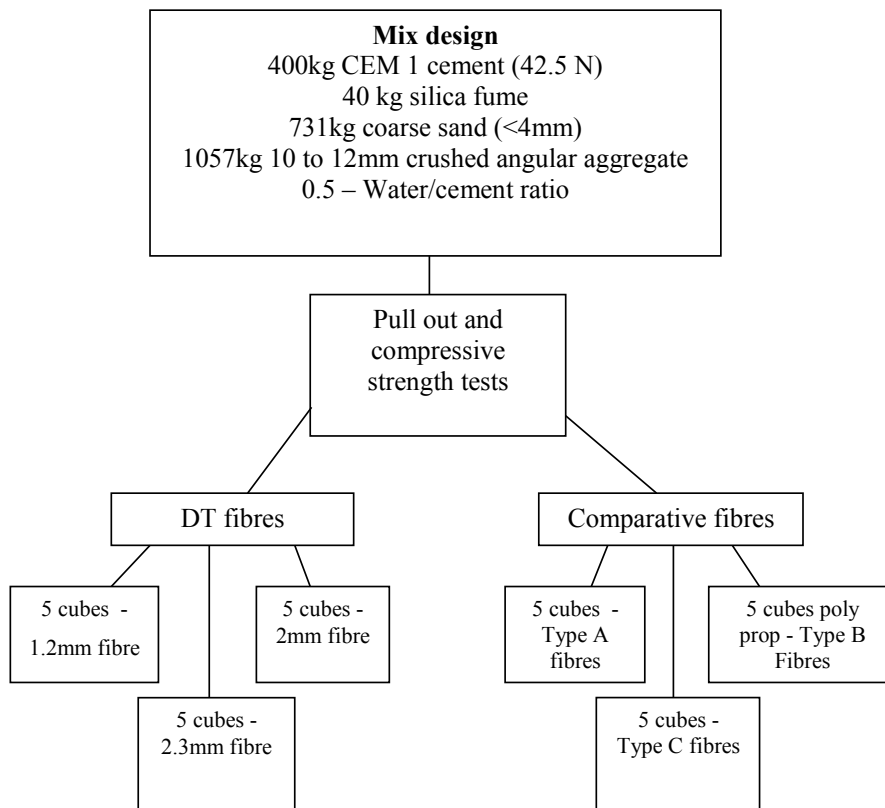 Mix design
400kg CEM 1 cement (42.5 N)
40 kg silica fume
731kg coarse sand (<4mm)
1057kg 10 to 12mm crushed angular aggregate
0.5 – Water/cement ratio
Pull out and
compressive
strength tests
DT fibres
Comparative fibres
5 cubes -
1.2mm fibre
5 cubes -
2mm fibre
5 cubes -
2.3mm fibre
5 cubes -
Type A
fibres
5 cubes poly
prop - Type B
Fibres
5 cubes -
Type C fibres